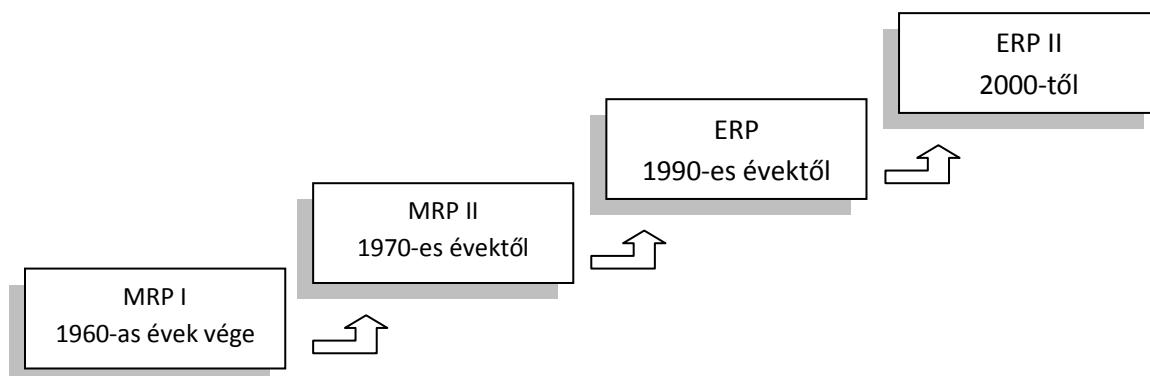 ERP II
2000-től
ERP
1990-es évektől
MRP II
1970-es évektől
MRP I
1960-as évek vége